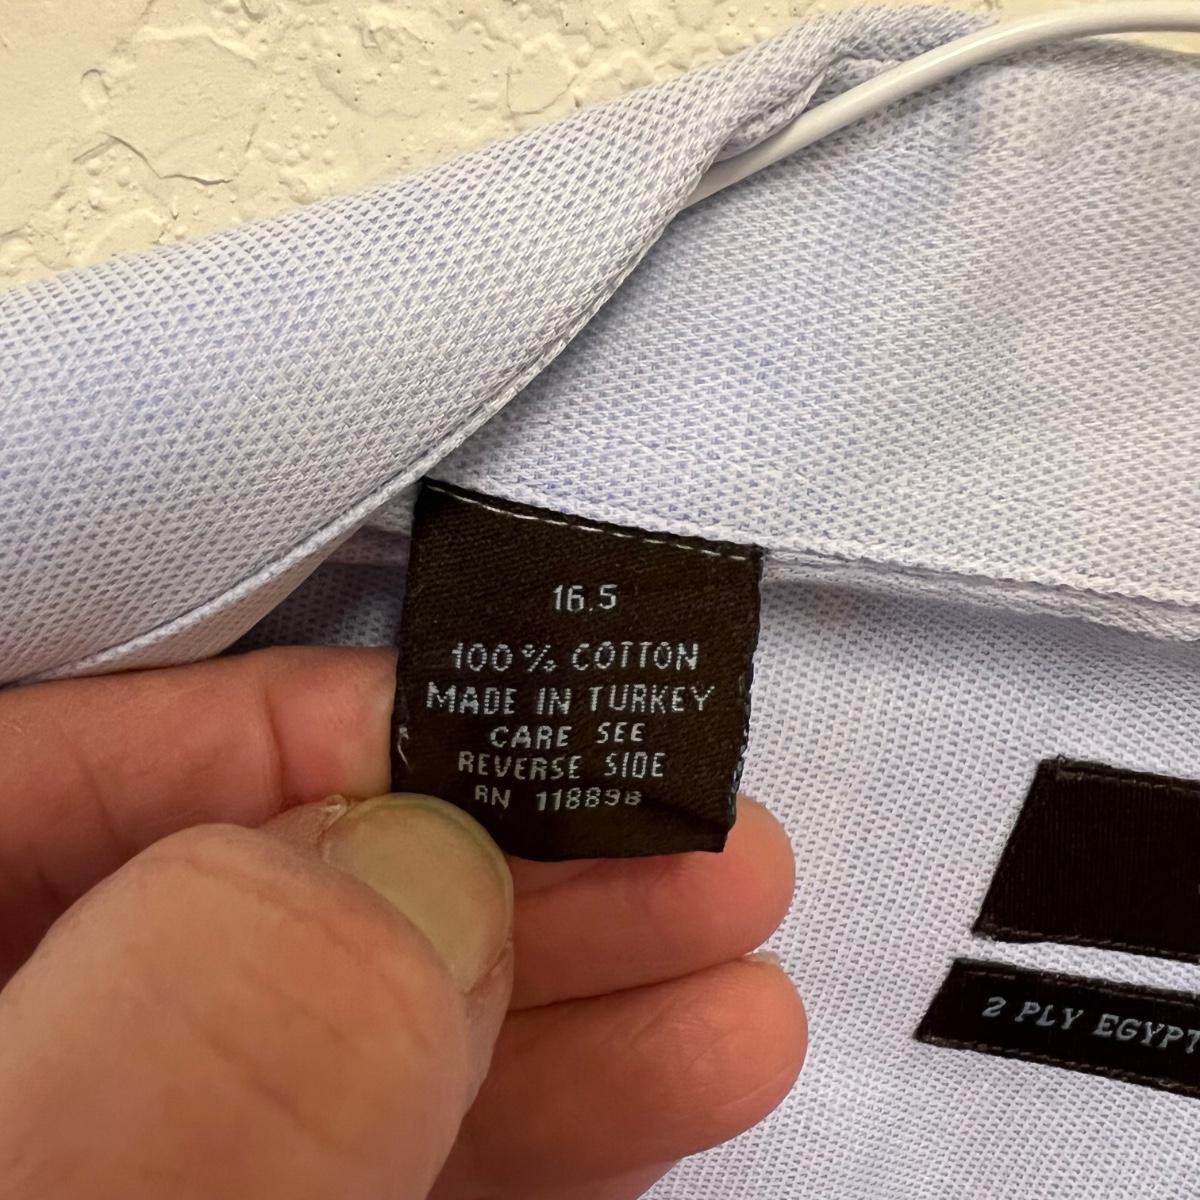 16.5
100% COTTON
MADE IN TURKEY
CARE SEE
REVERSE SIDE
RN 118898
2 PLY EGYPT